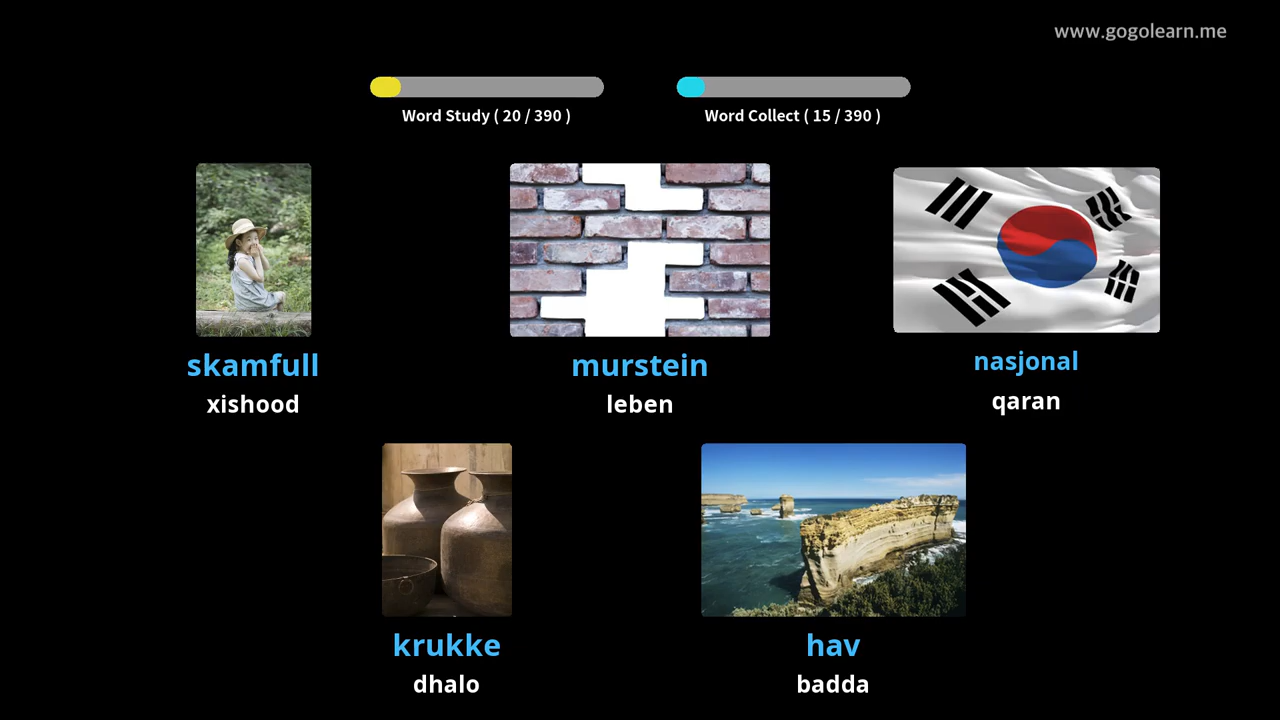 www.gogolearn.me
Word Study ( 20 / 390 )
Word Collect ( 15 / 390 )
skamfull
xishood
murstein
leben
nasjonal
qaran
krukke
dhalo
hav
badda